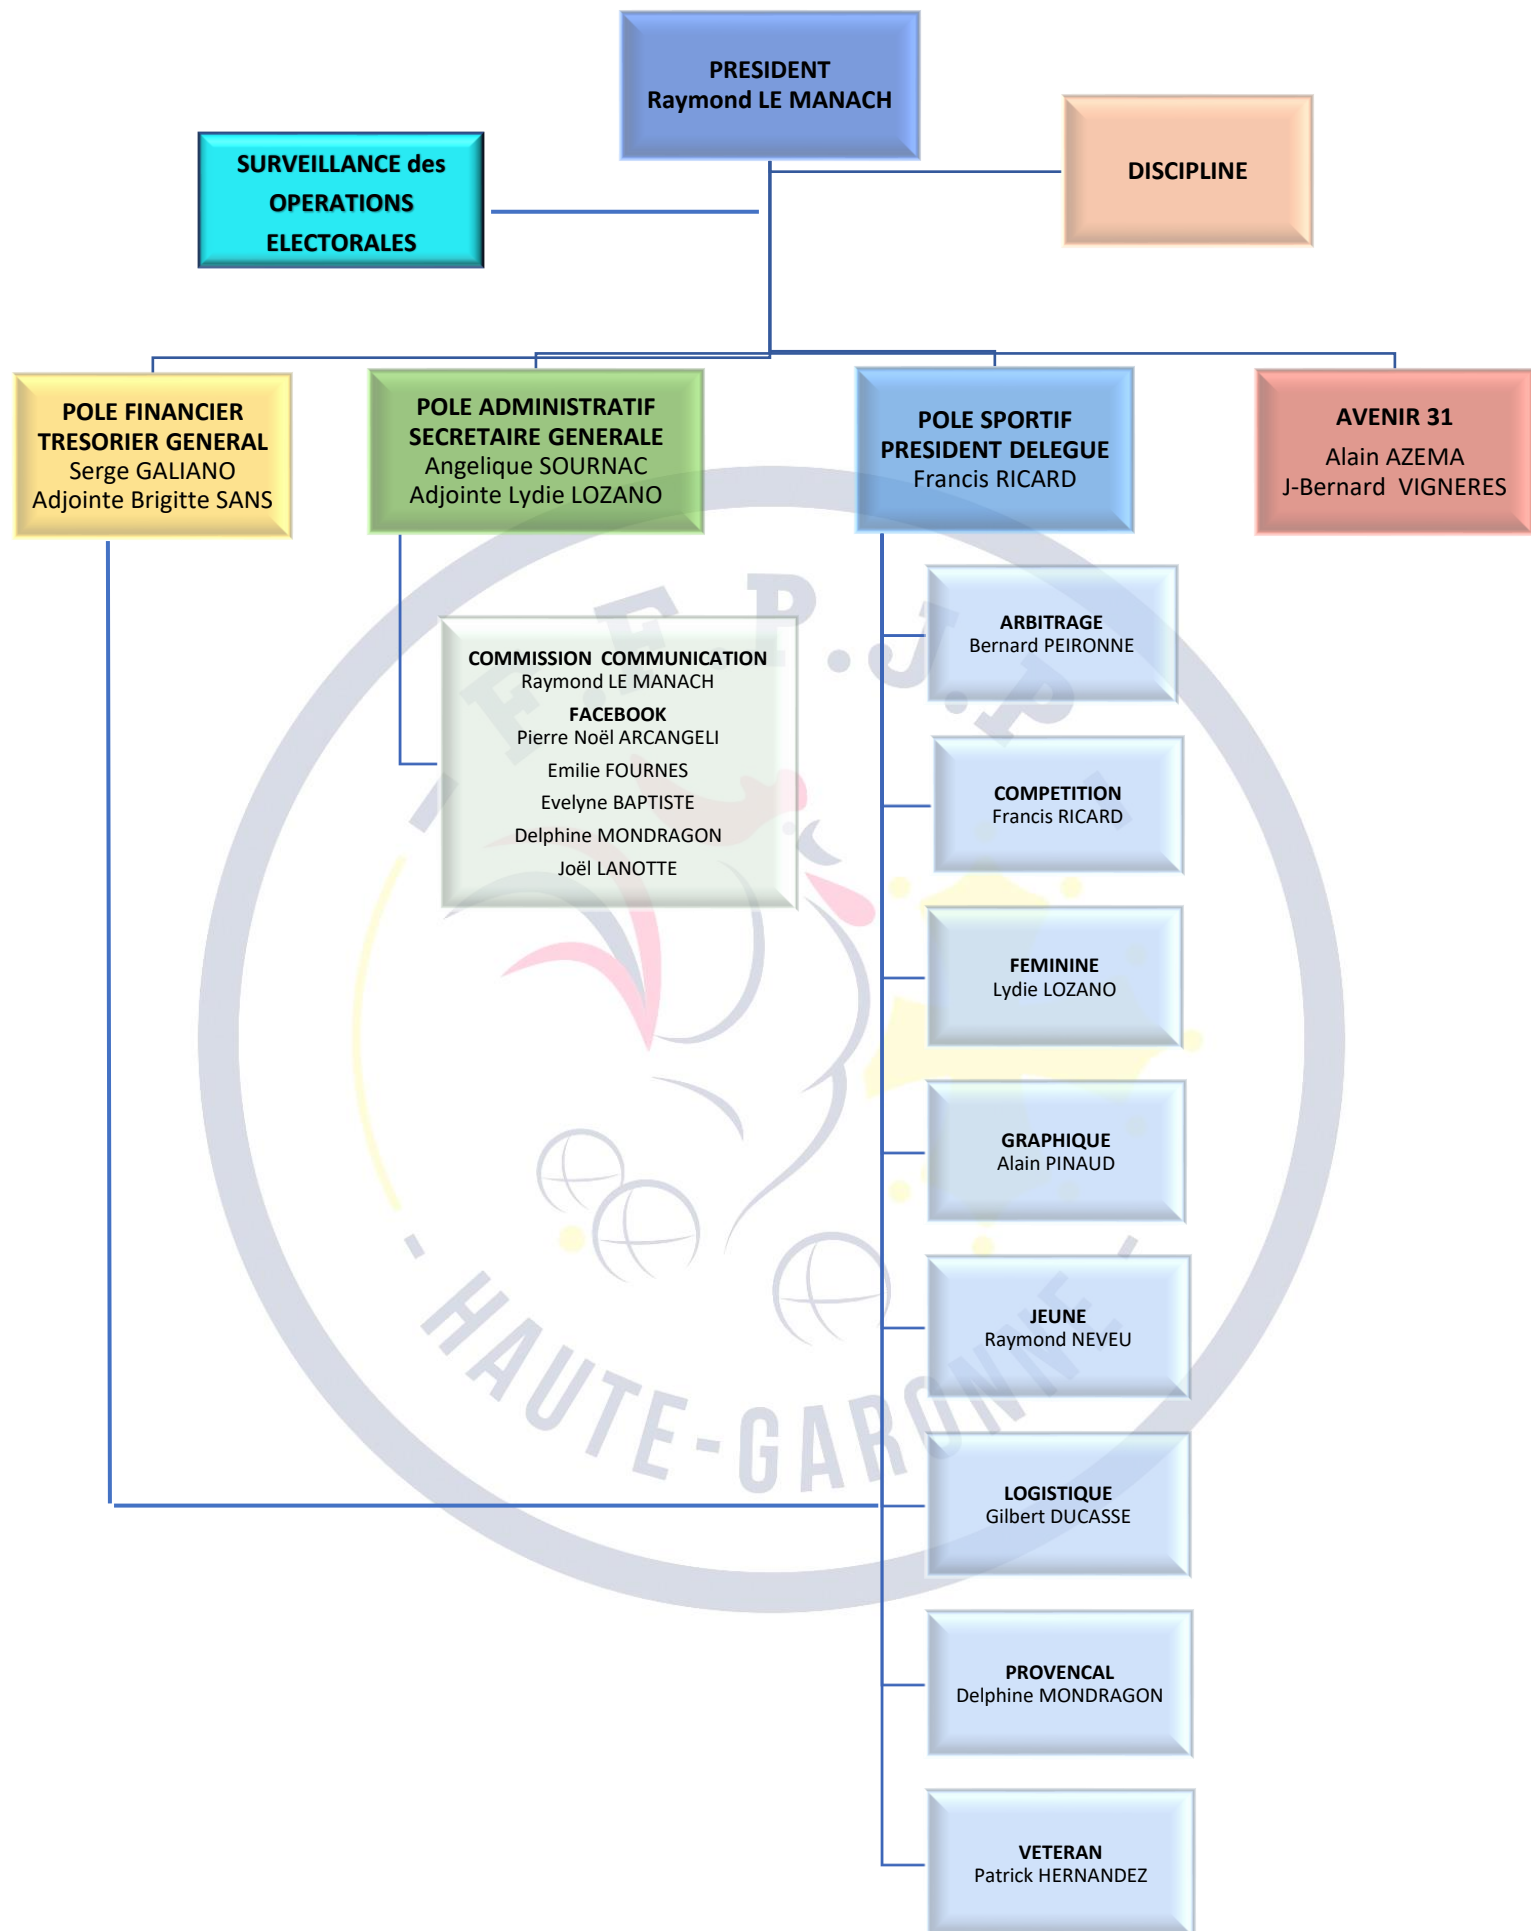 PRESIDENT
Raymond LE MANACH
SURVEILLANCE des
OPERATIONS
ELECTORALES
DISCIPLINE
POLE FINANCIER
TRESORIER GENERAL
Serge GALIANO
Adjointe Brigitte SANS
POLE ADMINISTRATIF
SECRETAIRE GENERALE
Angelique SOURNAC
Adjointe Lydie LOZANO
POLE SPORTIF
PRESIDENT DELEGUE
Francis RICARD
AVENIR 31
Alain AZEMA
J-Bernard VIGNERES
COMMISSION COMMUNICATION
Raymond LE MANACH
FACEBOOK
Pierre Noël ARCANGELI
Emilie FOURNES
Evelyne BAPTISTE
Delphine MONDRAGON
Joël LANOTTE
ARBITRAGE
Bernard PEIRONNE
COMPETITION
Francis RICARD
FEMININE
Lydie LOZANO
GRAPHIQUE
Alain PINAUD
JEUNE
Raymond NEVEU
LOGISTIQUE
Gilbert DUCASSE
PROVENCAL
Delphine MONDRAGON
VETERAN
Patrick HERNANDEZ
- F.F.P.J.P -
- HAUTE-GARONNE -